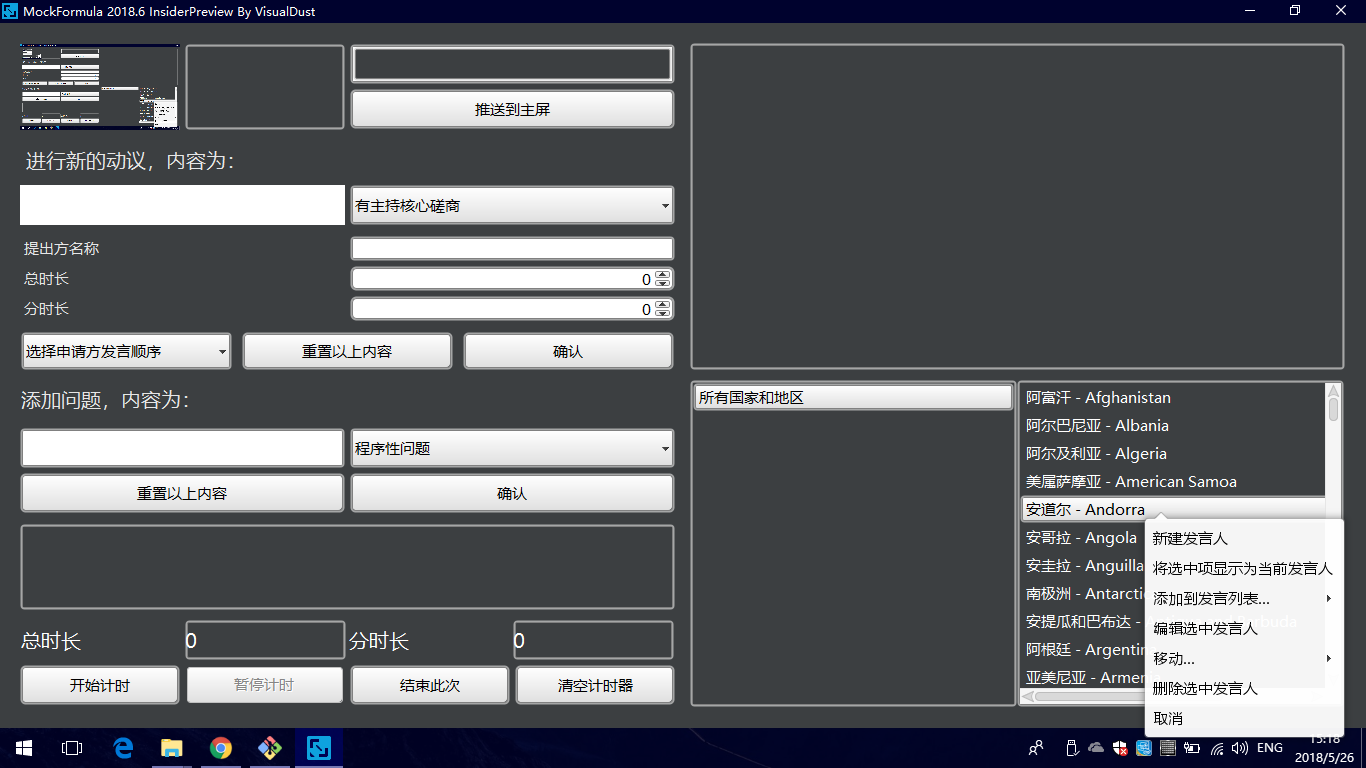 MockFormula 2018.6 InsiderPreview By VisualDust
推送到主屏
进行新的动议，内容为：
有主持核心磋商
提出方名称
总时长
0
分时长
0
选择申请方发言顺序
重置以上内容
确认
添加问题，内容为：
程序性问题
重置以上内容
确认
总时长
0
分时长
0
开始计时
暂停计时
结束此次
清空计时器
所有国家和地区
阿富汗 - Afghanistan
阿尔巴尼亚 - Albania
阿尔及利亚 - Algeria
美属萨摩亚 - American Samoa
安道尔 - Andorra
安哥拉 - Angola
安圭拉 - Anguilla
南极洲 - Antarcti
安提瓜和巴布达 - buda
阿根廷 - Argentin
亚美尼亚 - Arme
新建发言人
将选中项显示为当前发言人
添加到发言列表...
编辑选中发言人
移动...
删除选中发言人
取消
ENG
15:18
2018/5/26